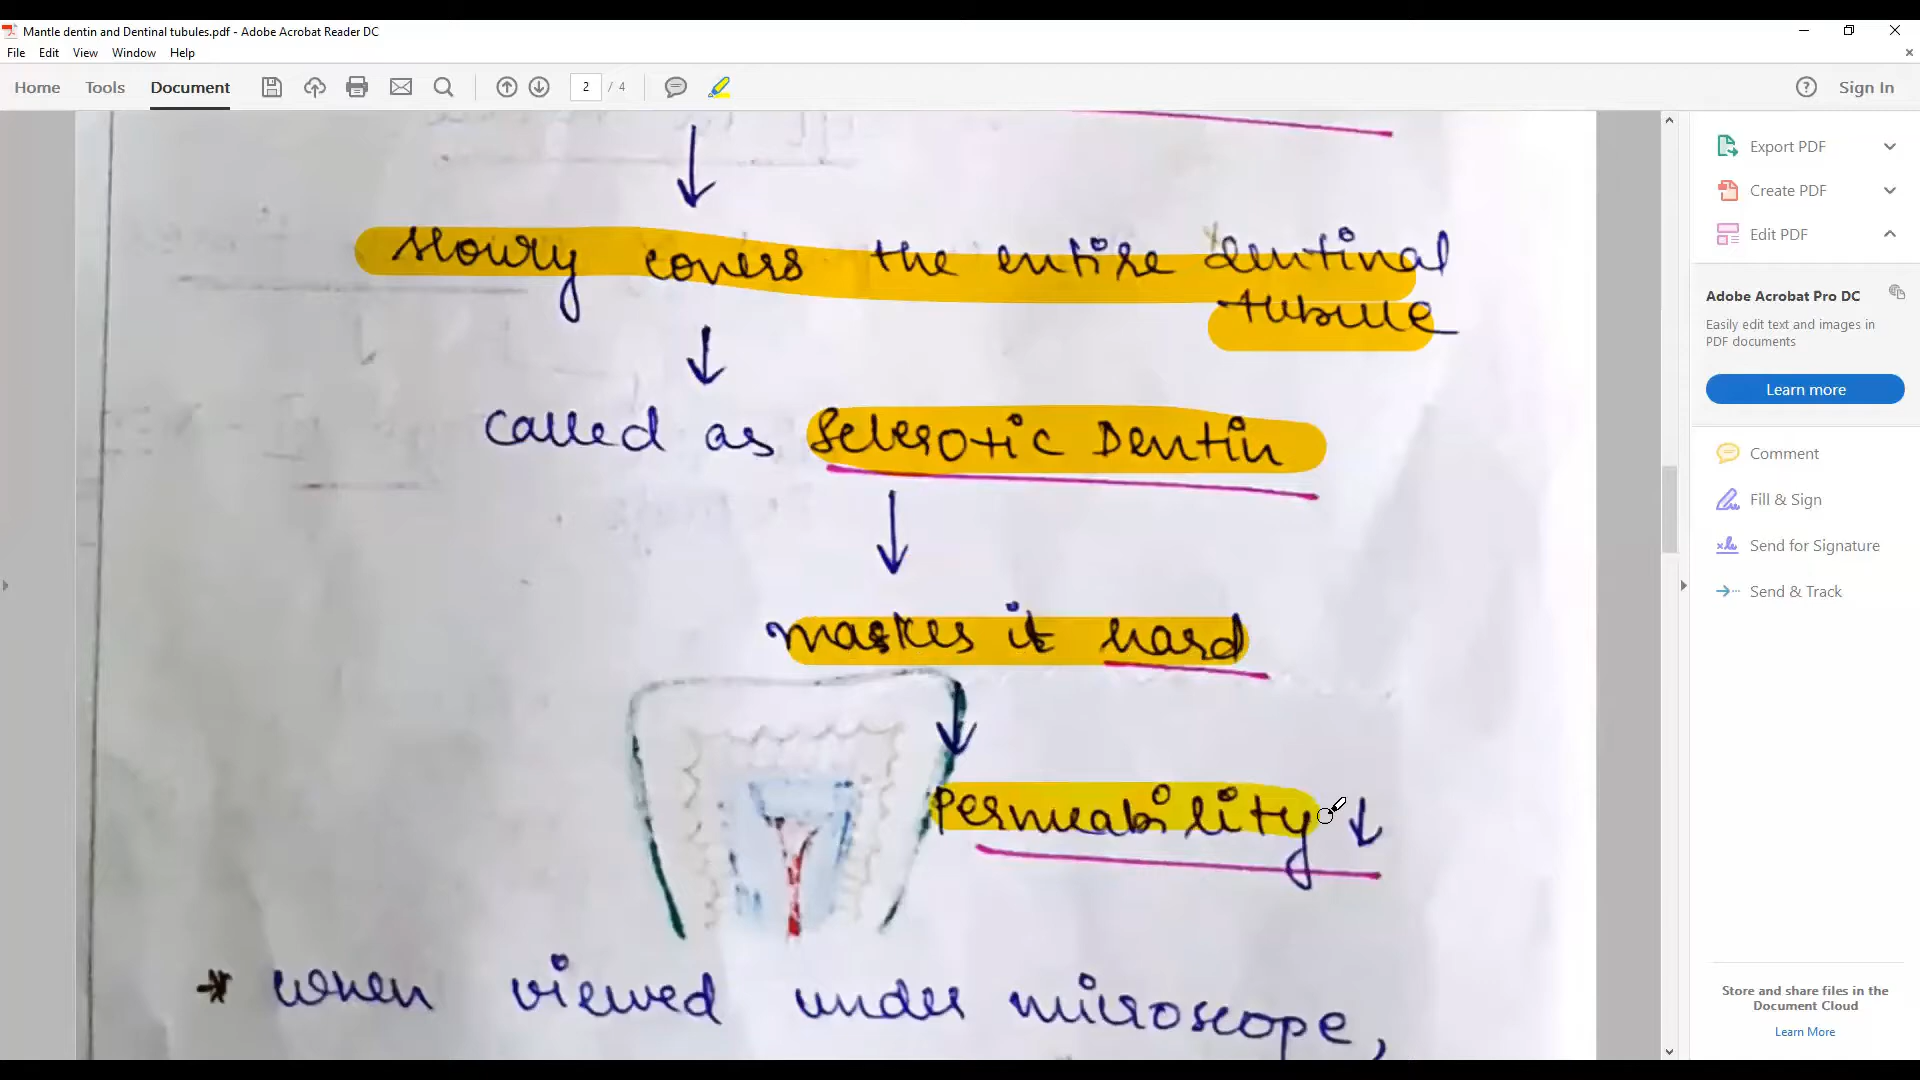 Mantle dentin and Dentinal tubules.pdf - Adobe Acrobat Reader DC
File Edit View Window Help
Home Tools Document 2 / 4 Sign In
slowly covers the entire dentinal
tubule
called as Sclerotic Dentin
makes it hard
Permeability ↓
* when viewed under microscope,
Export PDF
Create PDF
Edit PDF
Adobe Acrobat Pro DC
Easily edit text and images in
PDF documents
Learn more
Comment
Fill & Sign
Send for Signature
Send & Track
Store and share files in the
Document Cloud
Learn More